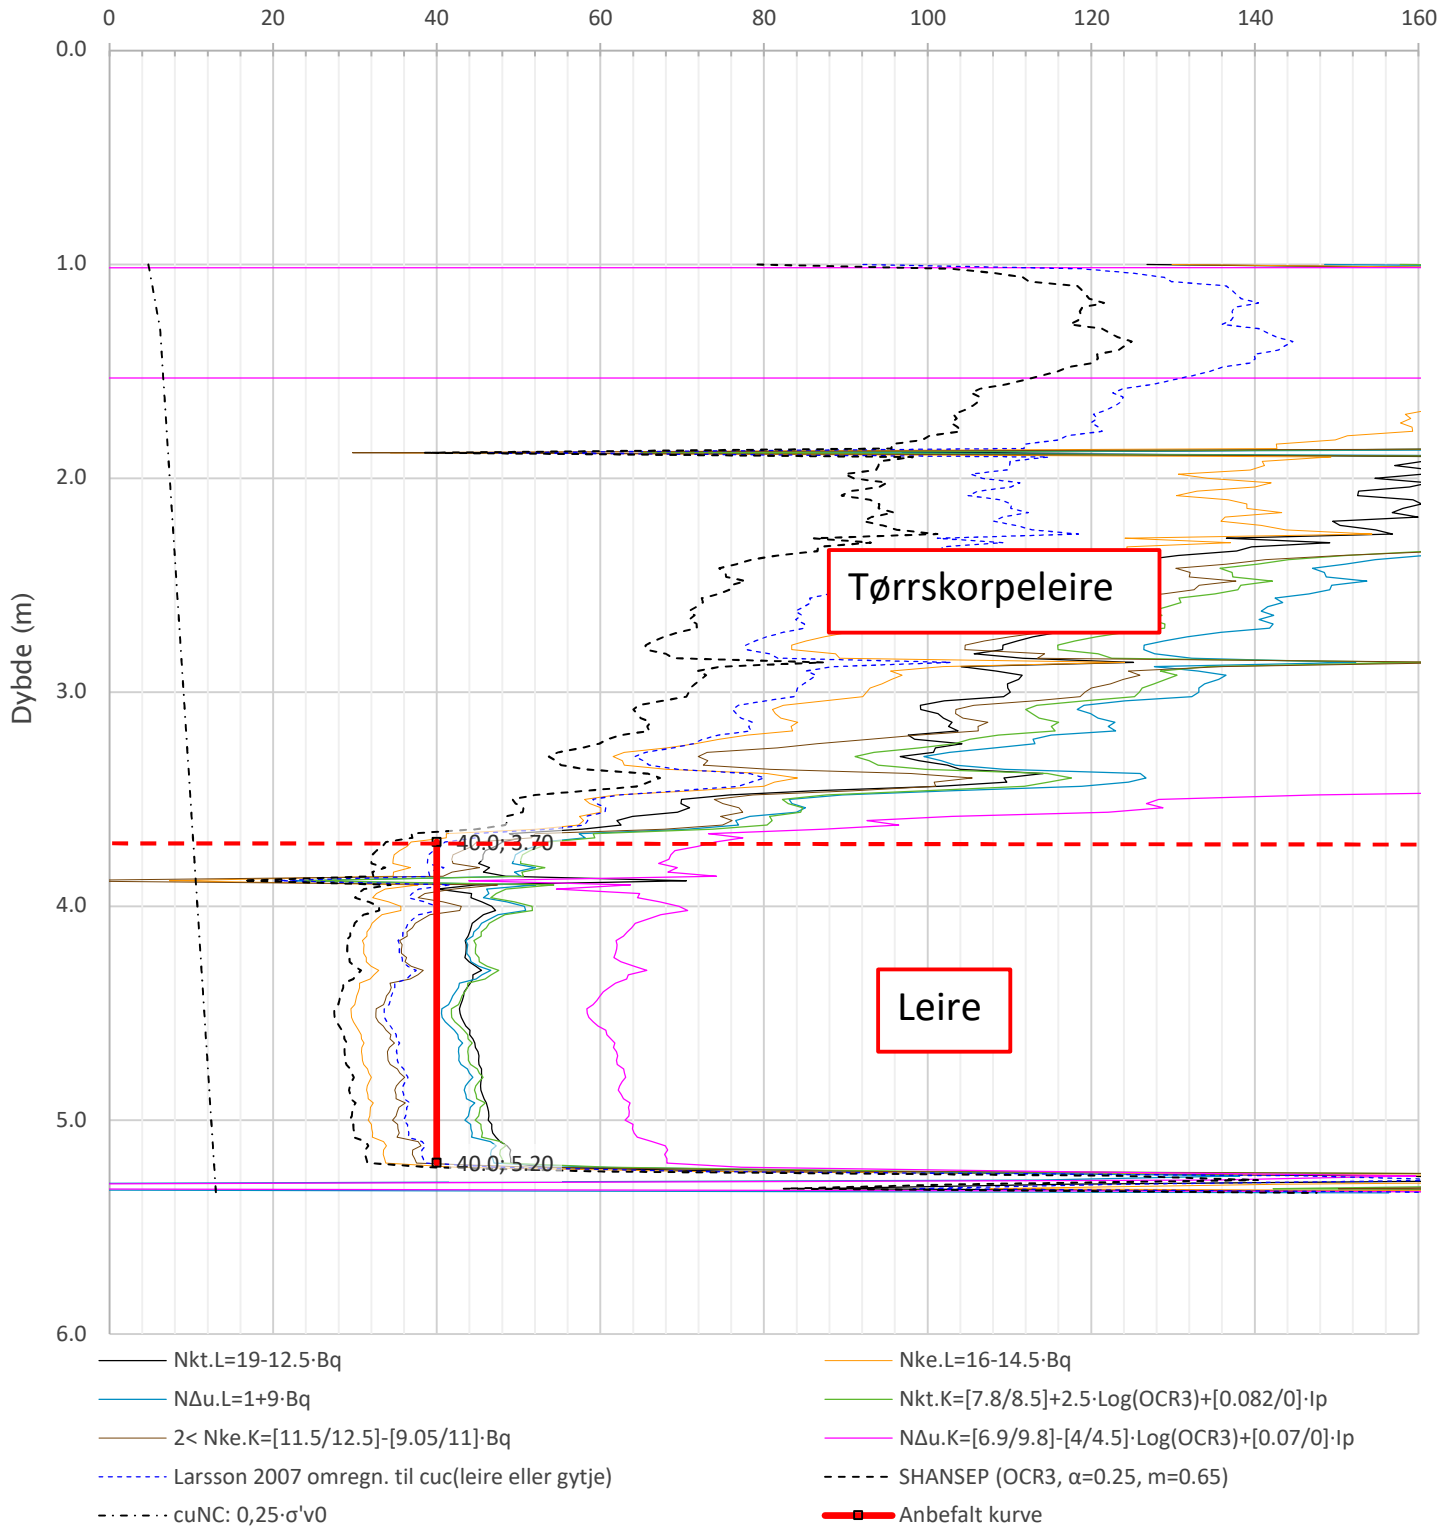 0 20 40 60 80 100 120 140 160
0.0
1.0
2.0
3.0
4.0
5.0
6.0
Dybde (m)
Tørrskorpeleire
40.0; 3.70
Leire
40.0; 5.20
Nkt.L=19-12.5·Bq
Nke.L=16-14.5·Bq
NΔu.L=1+9·Bq
Nkt.K=[7.8/8.5]+2.5·Log(OCR3)+[0.082/0]·Ip
2< Nke.K=[11.5/12.5]-[9.05/11]·Bq
NΔu.K=[6.9/9.8]-[4/4.5]·Log(OCR3)+[0.07/0]·Ip
Larsson 2007 omregn. til cuc(leire eller gytje)
SHANSEP (OCR3, α=0.25, m=0.65)
cuNC: 0,25·σ'v0
Anbefalt kurve